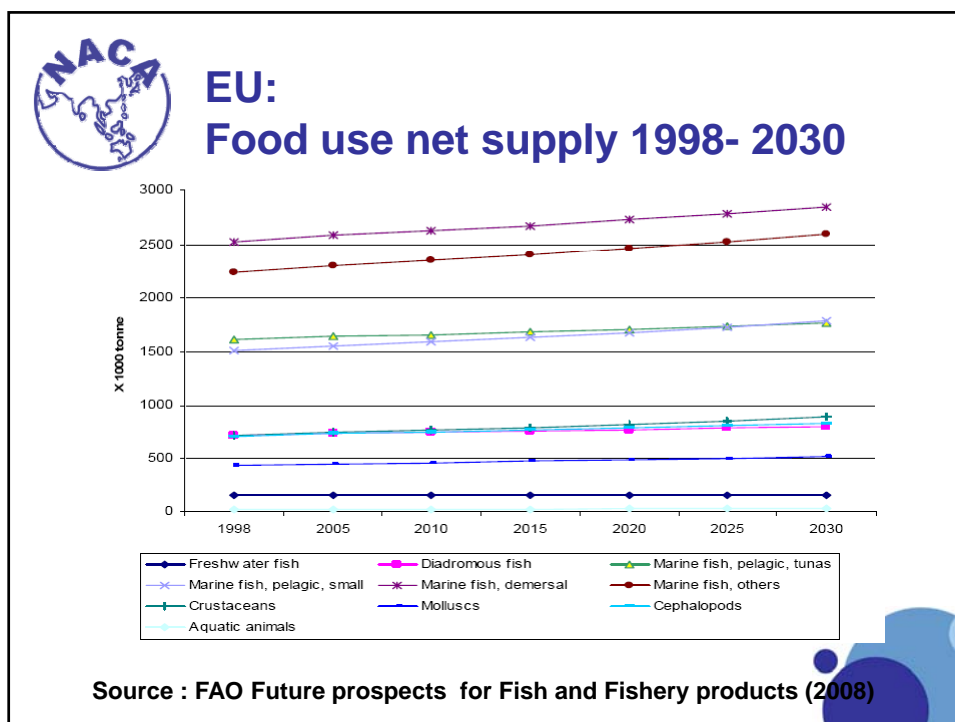 NACA
EU:
Food use net supply 1998- 2030
3000
2500
2000
1500
1000
500
0
X 1000 tonne
1998 2005 2010 2015 2020 2025 2030
Freshwater fish Diadromous fish Marine fish, pelagic, tunas
Marine fish, pelagic, small Marine fish, demersal Marine fish, others
Crustaceans Molluscs Cephalopods
Aquatic animals
Source : FAO Future prospects for Fish and Fishery products (2008)